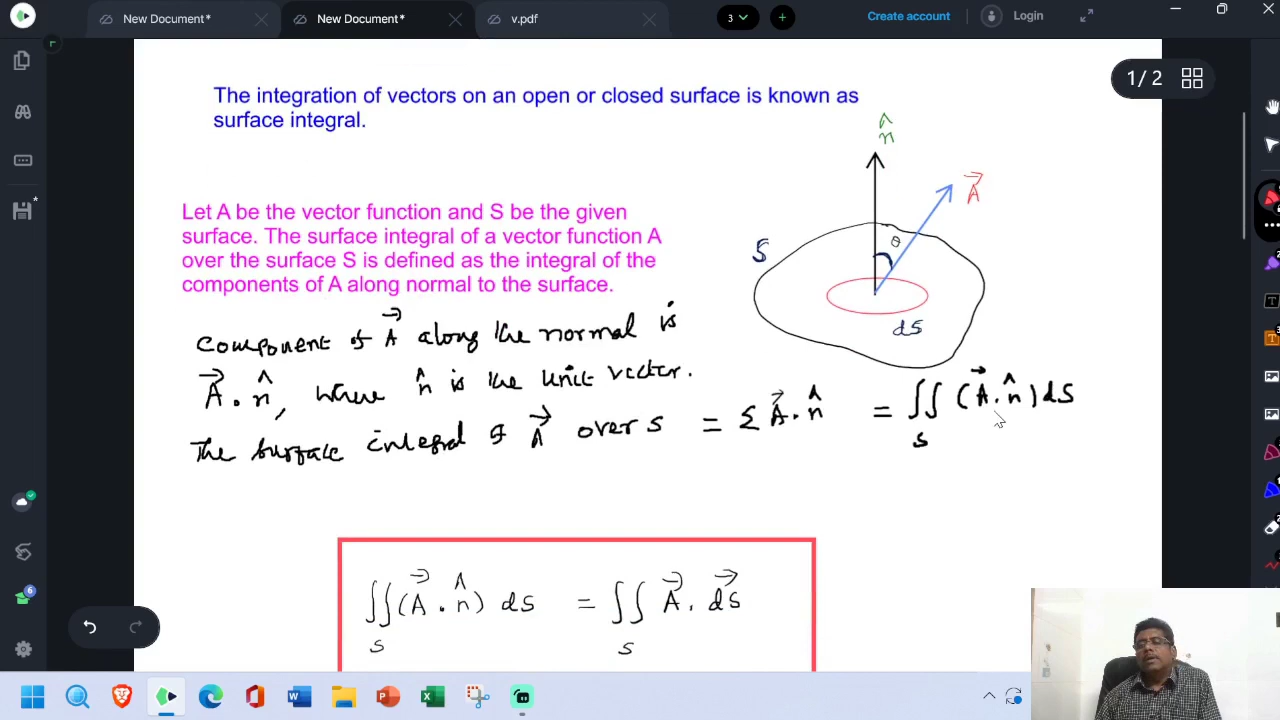 New Document*
New Document*
v.pdf
3
Create account
Login
1/ 2
The integration of vectors on an open or closed surface is known as
surface integral.
n̂
A⃗
θ
S
dS
Let A be the vector function and S be the given
surface. The surface integral of a vector function A
over the surface S is defined as the integral of the
components of A along normal to the surface.
component of A⃗ along the normal is
A⃗ . n̂, where n̂ is the unit vector.
The surface integral of A⃗ over S = Σ A⃗ . n̂ = ∬ₛ (A⃗ . n̂) dS
∬ₛ (A⃗ . n̂) dS = ∬ₛ A⃗ . dS⃗
6